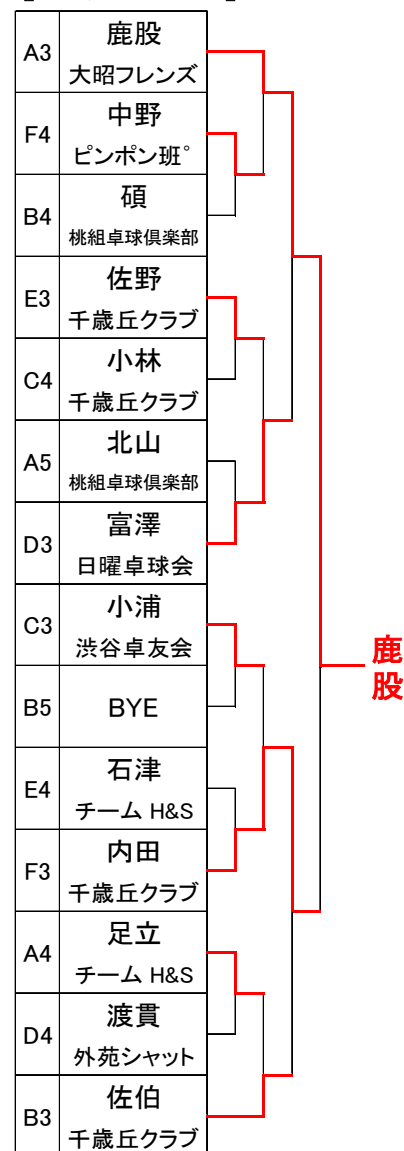 A3
鹿股
大昭フレンズ
F4
中野
ピンポン班゜
B4
碩
桃組卓球倶楽部
E3
佐野
千歳丘クラブ
C4
小林
千歳丘クラブ
A5
北山
桃組卓球倶楽部
D3
富澤
日曜卓球会
C3
小浦
渋谷卓友会
B5
BYE
E4
石津
チーム H&S
F3
内田
千歳丘クラブ
A4
足立
チーム H&S
D4
渡貫
外苑シャット
B3
佐伯
千歳丘クラブ
鹿股